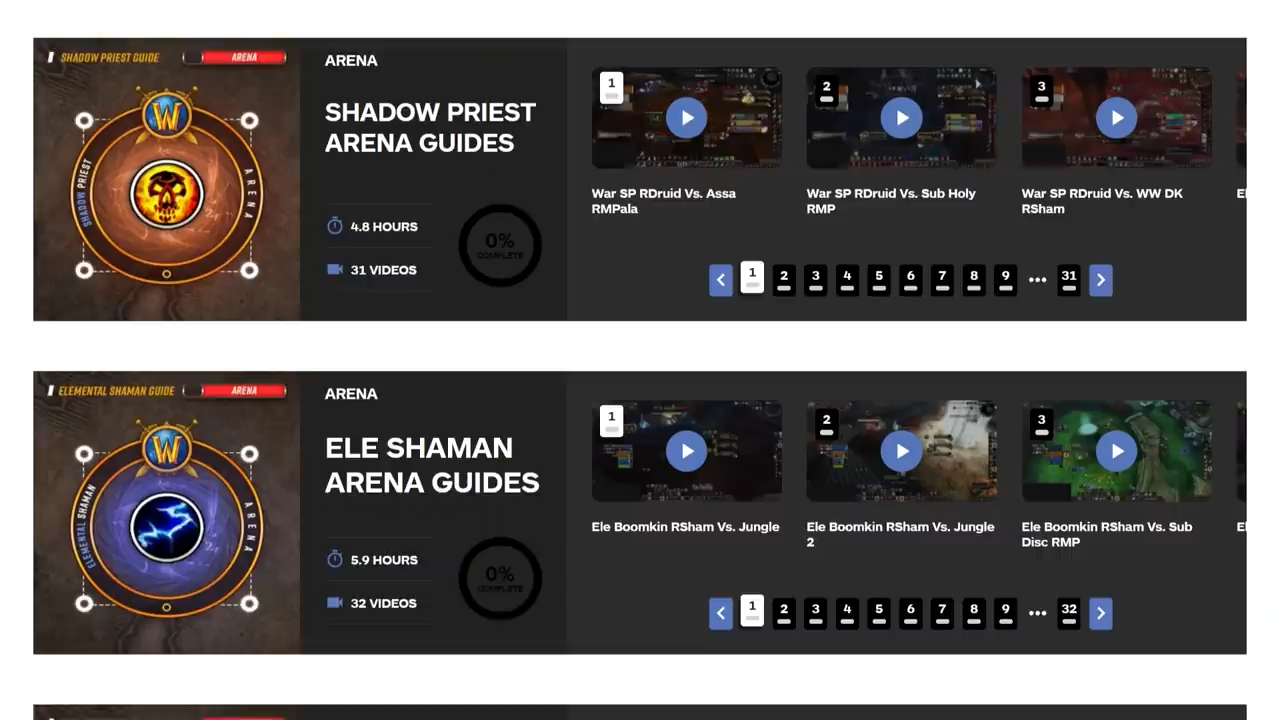 SHADOW PRIEST GUIDE
ARENA
W
SHADOW PRIEST
ARENA
ARENA
SHADOW PRIEST
ARENA GUIDES
4.8 HOURS
31 VIDEOS
0%
COMPLETE
1
2
3
War SP RDruid Vs. Assa
RMPala
War SP RDruid Vs. Sub Holy
RMP
War SP RDruid Vs. WW DK
RSham
El
1 2 3 4 5 6 7 8 9 ••• 31
ELEMENTAL SHAMAN GUIDE
ARENA
W
ELEMENTAL SHAMAN
ARENA
ARENA
ELE SHAMAN
ARENA GUIDES
5.9 HOURS
32 VIDEOS
0%
COMPLETE
1
2
3
Ele Boomkin RSham Vs. Jungle
Ele Boomkin RSham Vs. Jungle
2
Ele Boomkin RSham Vs. Sub
Disc RMP
El
1 2 3 4 5 6 7 8 9 ••• 32